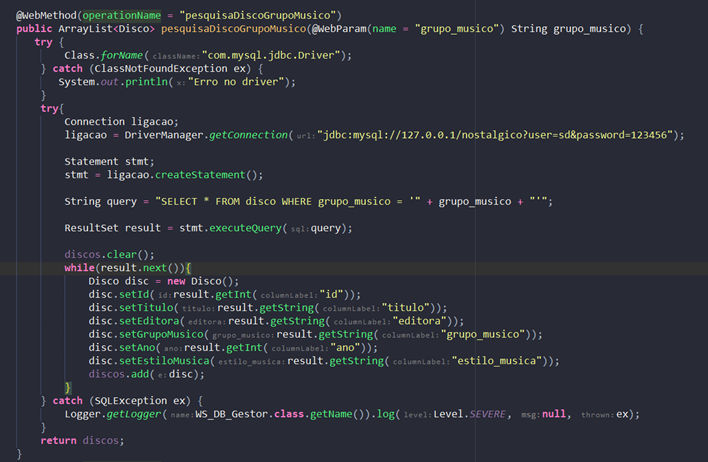 @WebMethod(operationName = "pesquisaDiscoGrupoMusico")
public ArrayList<Disco> pesquisaDiscoGrupoMusico(@WebParam(name = "grupo_musico") String grupo_musico) {
try {
Class.forName( className: "com.mysql.jdbc.Driver");
} catch (ClassNotFoundException ex) {
System.out.println( x: "Erro no driver");
}
try{
Connection ligacao;
ligacao = DriverManager.getConnection( url: "jdbc:mysql://127.0.0.1/nostalgico?user=sd&password=123456");
Statement stmt;
stmt = ligacao.createStatement();
String query = "SELECT * FROM disco WHERE grupo_musico = '" + grupo_musico + "'";
ResultSet result = stmt.executeQuery( sql: query);
discos.clear();
while(result.next()){
Disco disc = new Disco();
disc.setId( id: result.getInt( columnLabel: "id"));
disc.setTitulo( titulo: result.getString( columnLabel: "titulo"));
disc.setEditora( editora: result.getString( columnLabel: "editora"));
disc.setGrupoMusico( grupo_musico: result.getString( columnLabel: "grupo_musico"));
disc.setAno( ano: result.getInt( columnLabel: "ano"));
disc.setEstiloMusica( estilo_musica: result.getString( columnLabel: "estilo_musica"));
discos.add( e: disc);
}
} catch (SQLException ex) {
Logger.getLogger( name: WS_DB_Gestor.class.getName()).log( level: Level.SEVERE, msg: null, thrown: ex);
}
return discos;
}